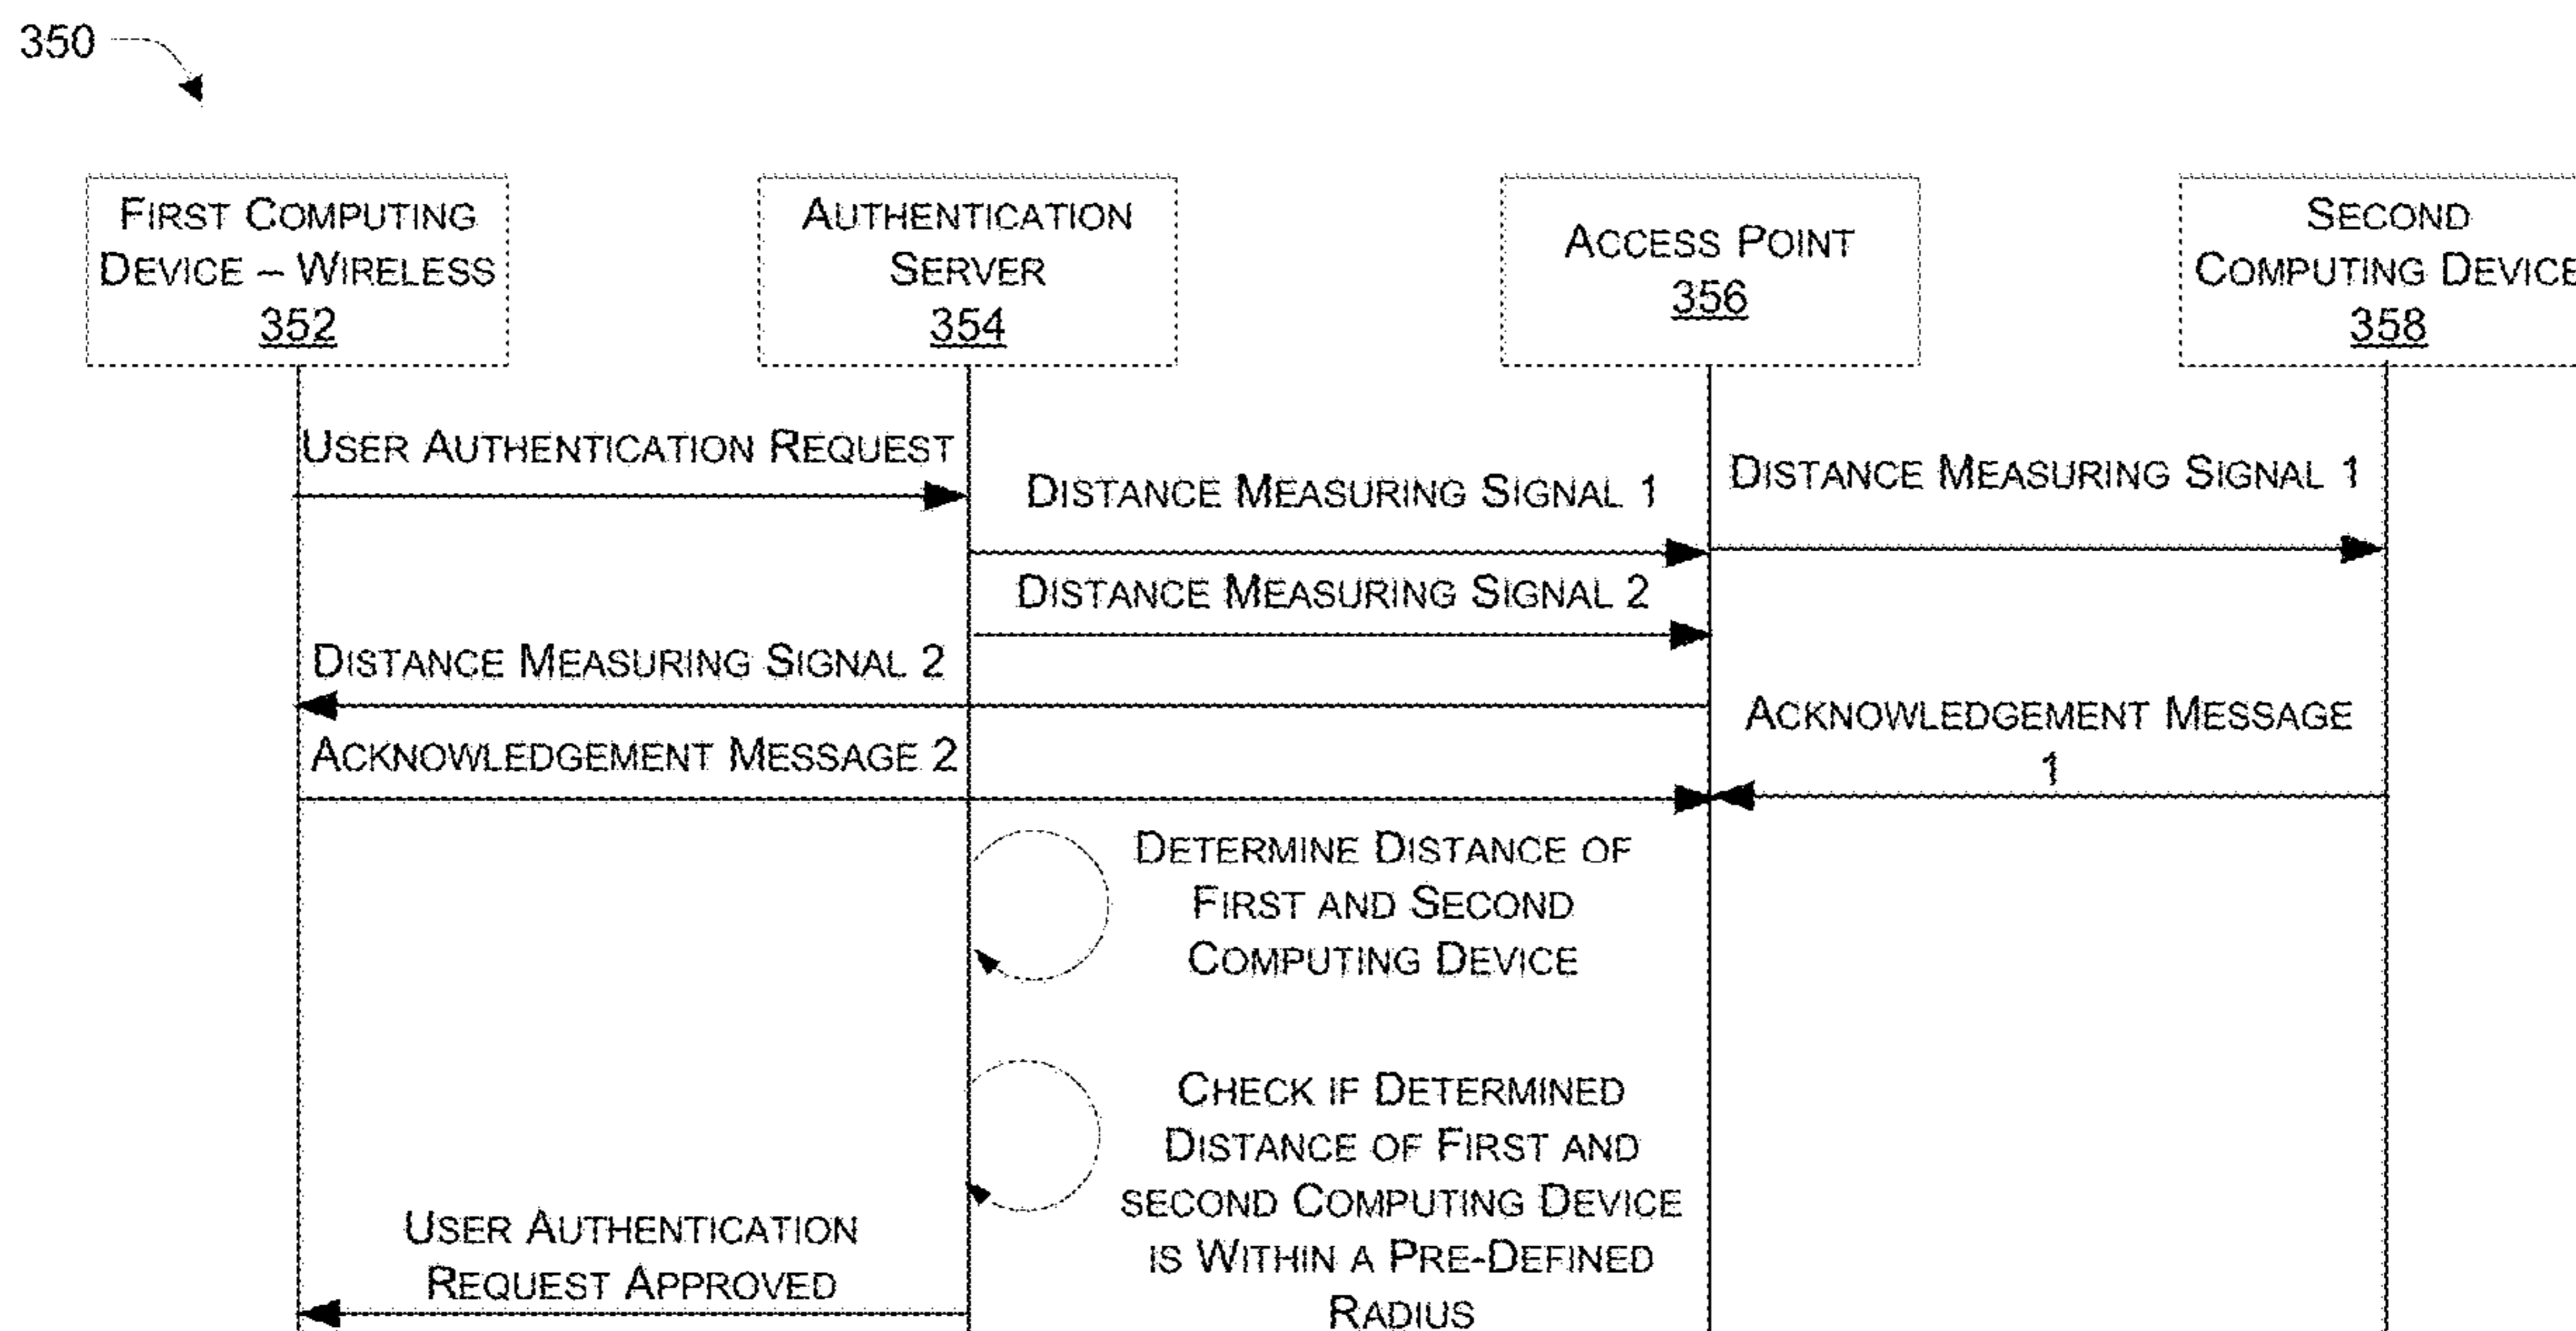 350
FIRST COMPUTING
DEVICE – WIRELESS
352
AUTHENTICATION
SERVER
354
ACCESS POINT
356
SECOND
COMPUTING DEVICE
358
USER AUTHENTICATION REQUEST
DISTANCE MEASURING SIGNAL 1
DISTANCE MEASURING SIGNAL 1
DISTANCE MEASURING SIGNAL 2
DISTANCE MEASURING SIGNAL 2
ACKNOWLEDGEMENT MESSAGE
1
ACKNOWLEDGEMENT MESSAGE 2
DETERMINE DISTANCE OF
FIRST AND SECOND
COMPUTING DEVICE
CHECK IF DETERMINED
DISTANCE OF FIRST AND
SECOND COMPUTING DEVICE
IS WITHIN A PRE-DEFINED
RADIUS
USER AUTHENTICATION
REQUEST APPROVED